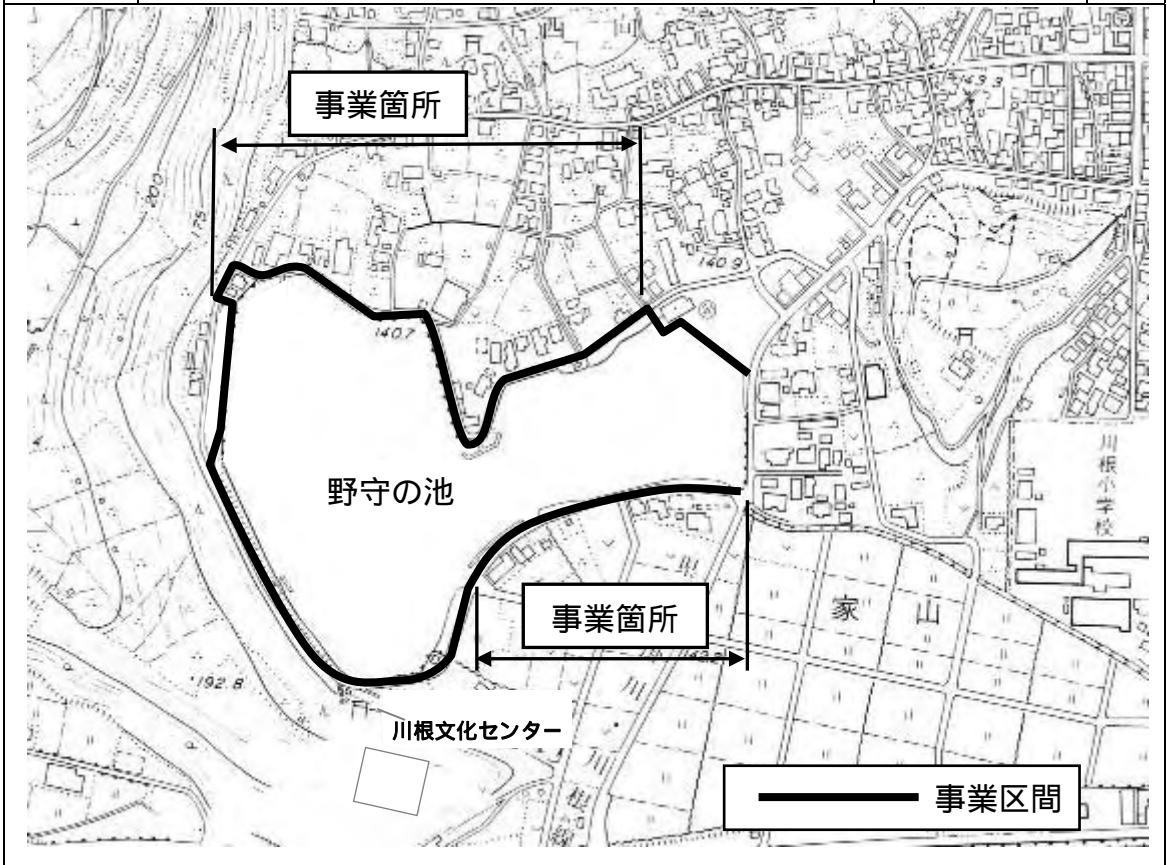 事業箇所
149.3
200
175
140.9
140.7
野守の池
川根小学校
事業箇所
家山
192.8
川根文化センター
事業区間